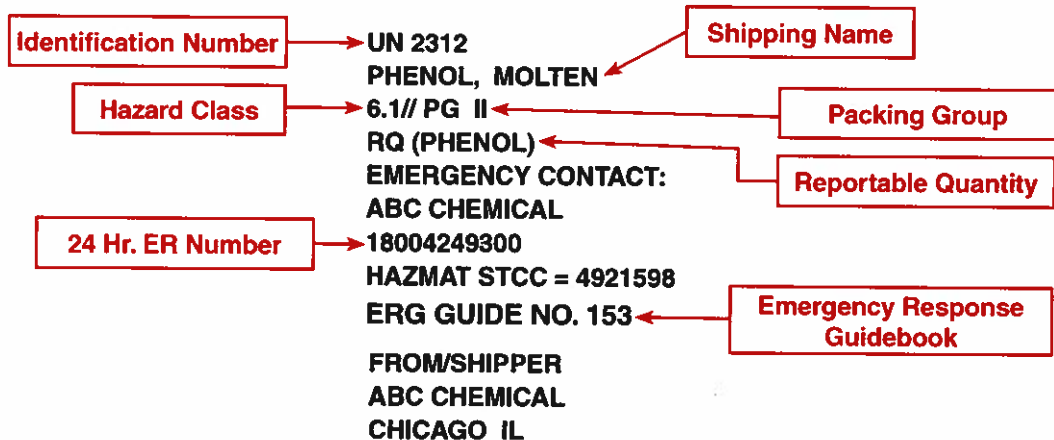 Identification Number
UN 2312
Shipping Name
PHENOL, MOLTEN
Hazard Class
6.1// PG II
Packing Group
RQ (PHENOL)
Reportable Quantity
EMERGENCY CONTACT:
ABC CHEMICAL
24 Hr. ER Number
18004249300
HAZMAT STCC = 4921598
ERG GUIDE NO. 153
Emergency Response
Guidebook
FROM/SHIPPER
ABC CHEMICAL
CHICAGO IL